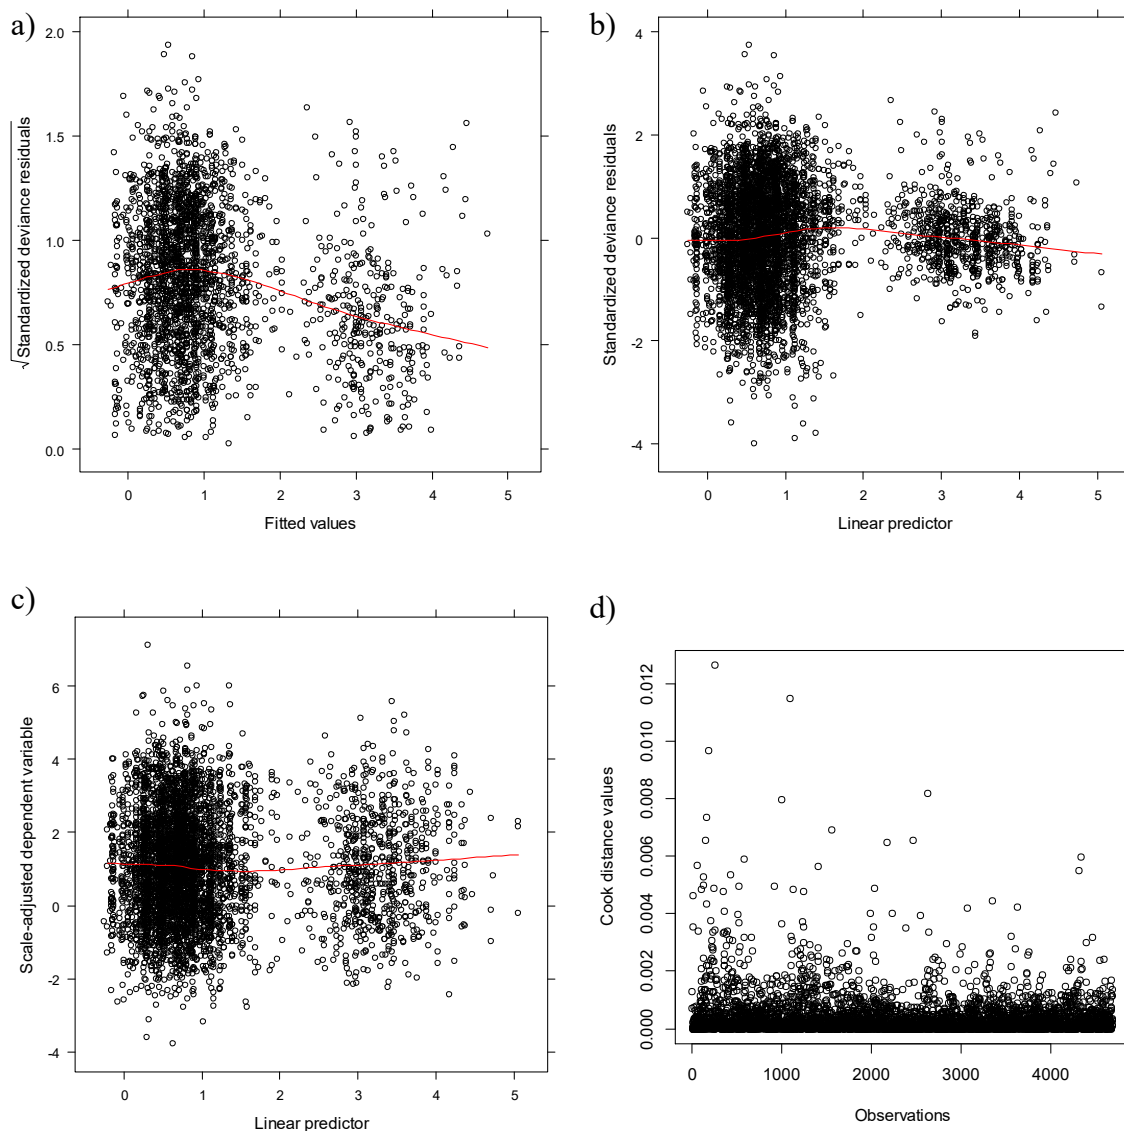 a)
2.0
1.5
1.0
0.5
0.0
√Standardized deviance residuals
0 1 2 3 4 5
Fitted values
b)
4
2
0
-2
-4
Standardized deviance residuals
0 1 2 3 4 5
Linear predictor
c)
6
4
2
0
-2
-4
Scale-adjusted dependent variable
0 1 2 3 4 5
Linear predictor
d)
0.012
0.010
0.008
0.006
0.004
0.002
0.000
Cook distance values
0 1000 2000 3000 4000
Observations